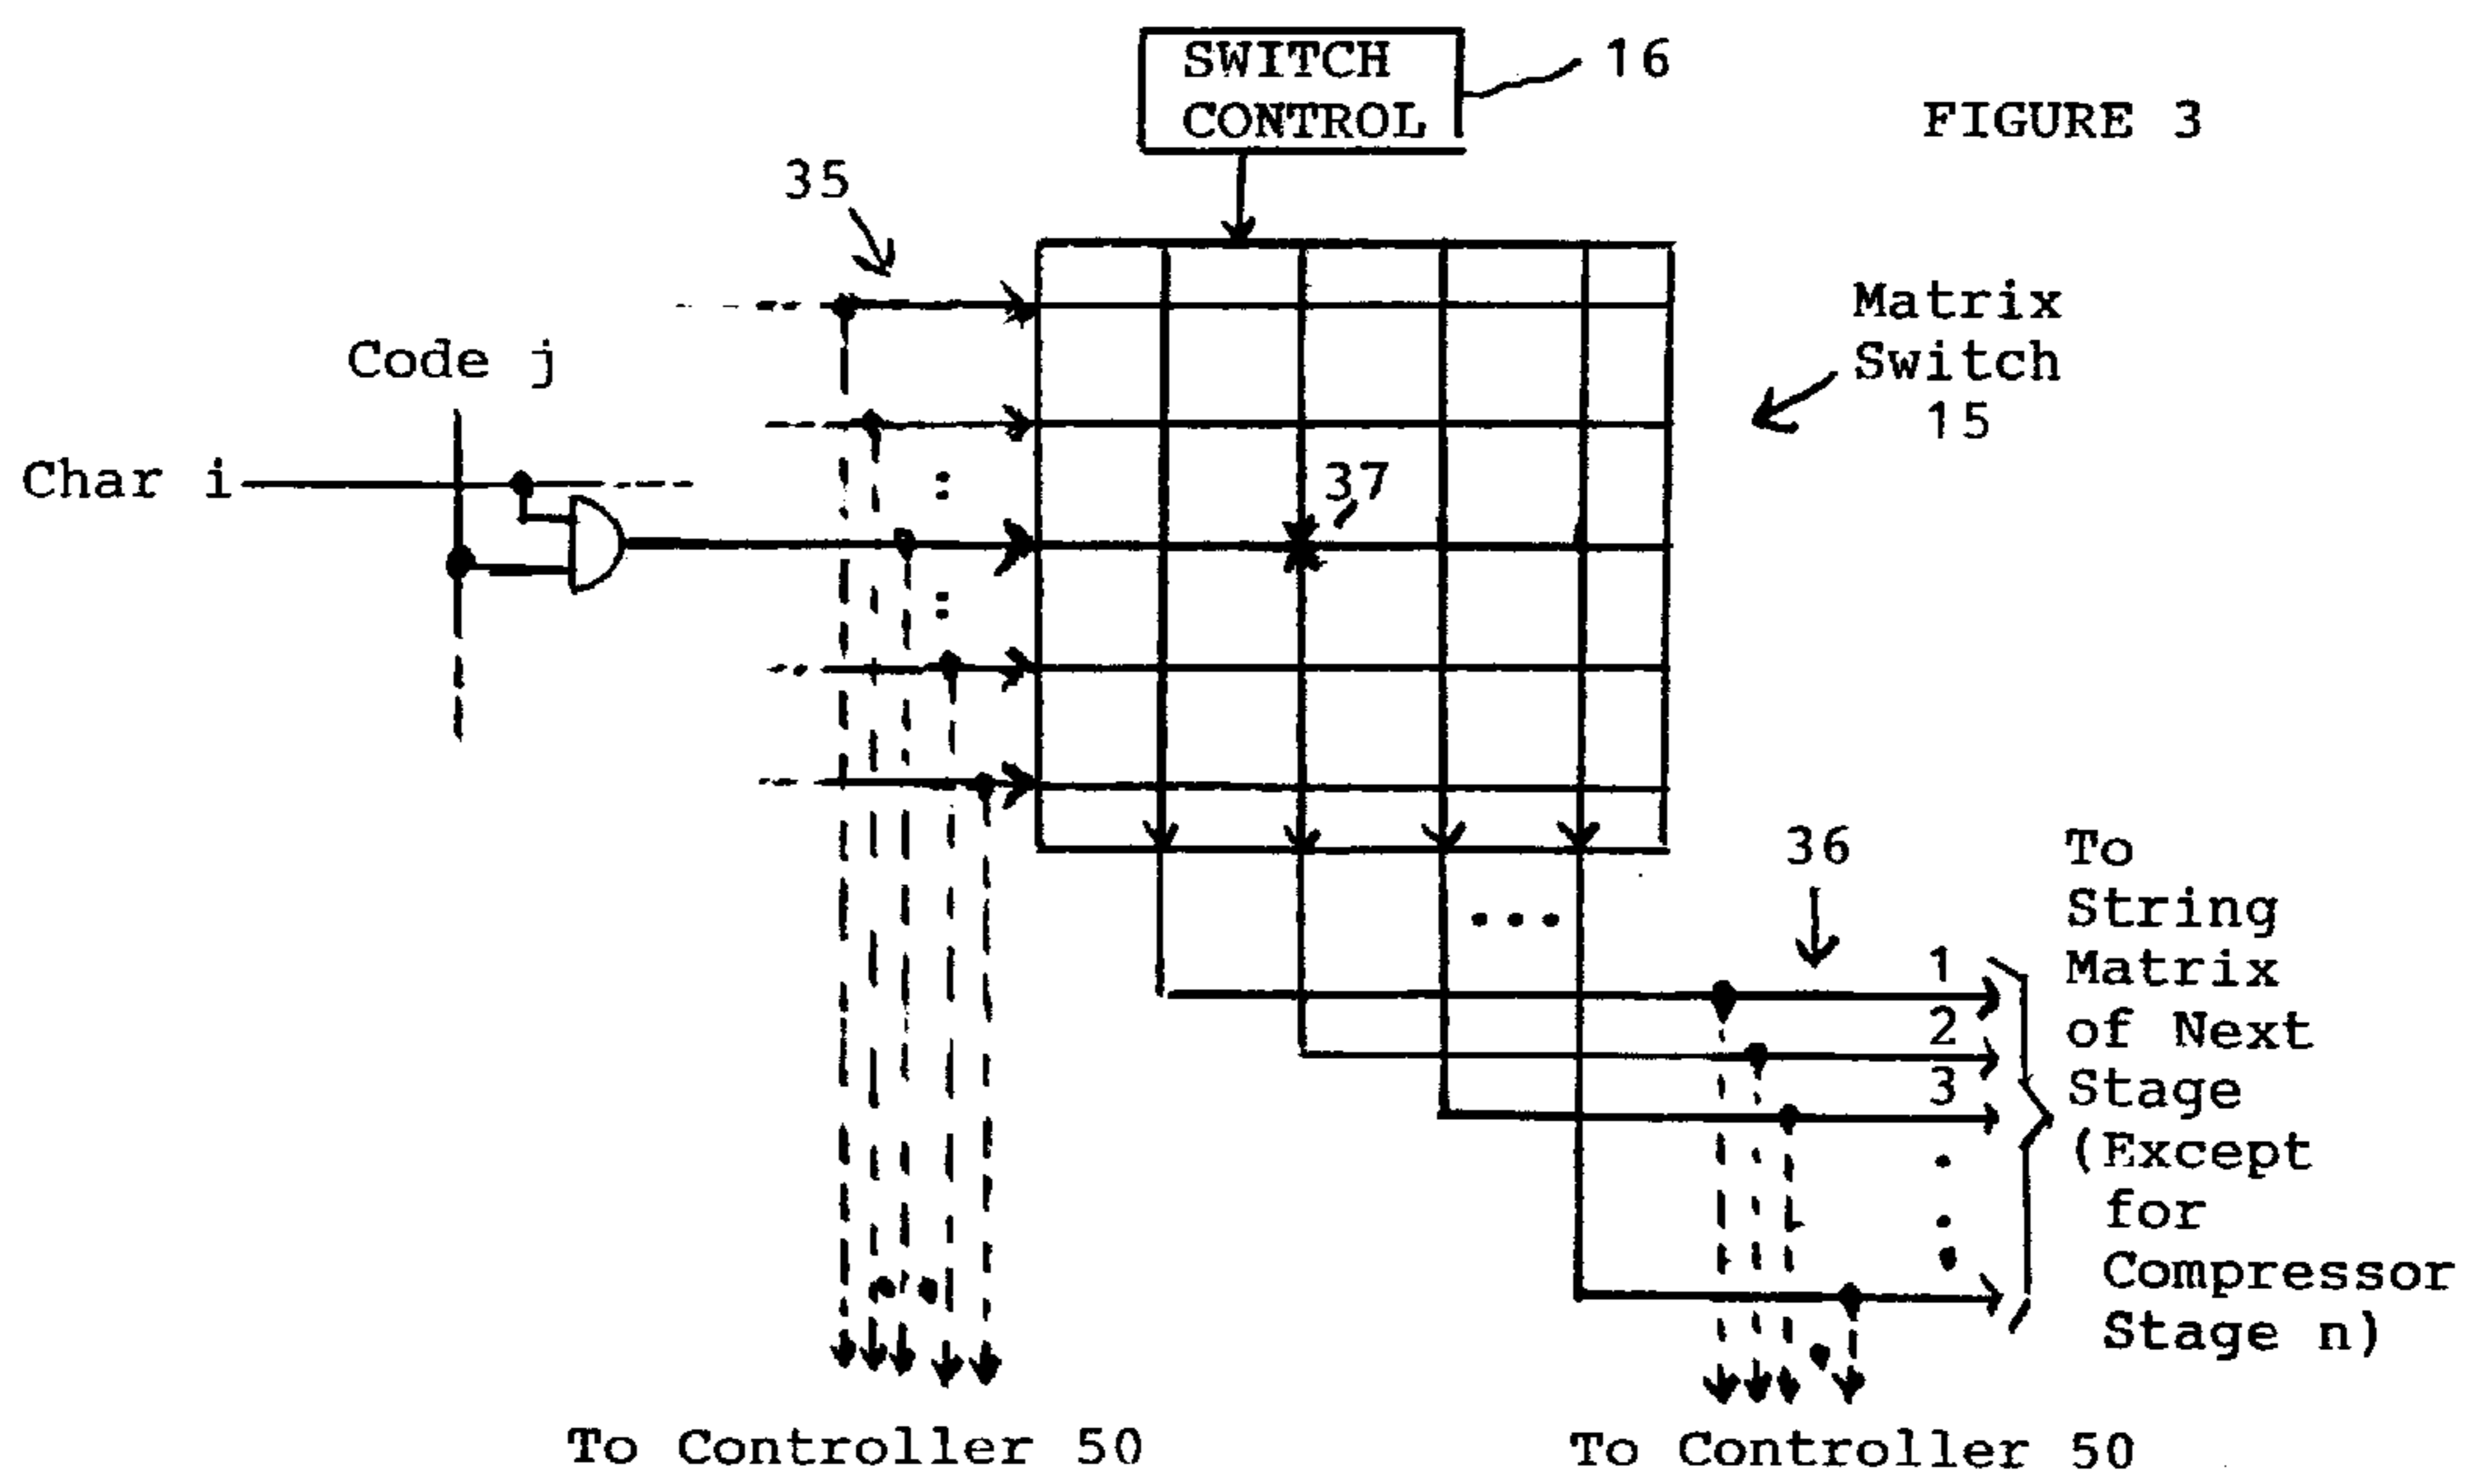 SWITCH
CONTROL
16
FIGURE 3
35
Matrix
Switch
15
Code j
Char i
37
36
To
String
Matrix
of Next
Stage
(Except
for
Compressor
Stage n)
1
2
3
To Controller 50
To Controller 50